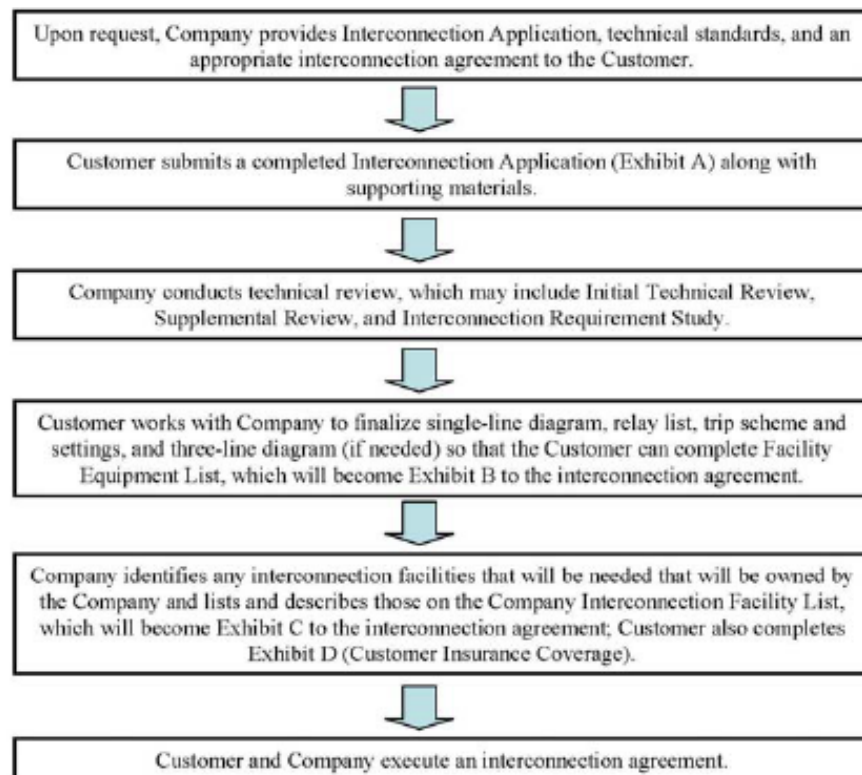 Upon request, Company provides Interconnection Application, technical standards, and an
appropriate interconnection agreement to the Customer.
Customer submits a completed Interconnection Application (Exhibit A) along with
supporting materials.
Company conducts technical review, which may include Initial Technical Review,
Supplemental Review, and Interconnection Requirement Study.
Customer works with Company to finalize single-line diagram, relay list, trip scheme and
settings, and three-line diagram (if needed) so that the Customer can complete Facility
Equipment List, which will become Exhibit B to the interconnection agreement.
Company identifies any interconnection facilities that will be needed that will be owned by
the Company and lists and describes those on the Company Interconnection Facility List,
which will become Exhibit C to the interconnection agreement; Customer also completes
Exhibit D (Customer Insurance Coverage).
Customer and Company execute an interconnection agreement.